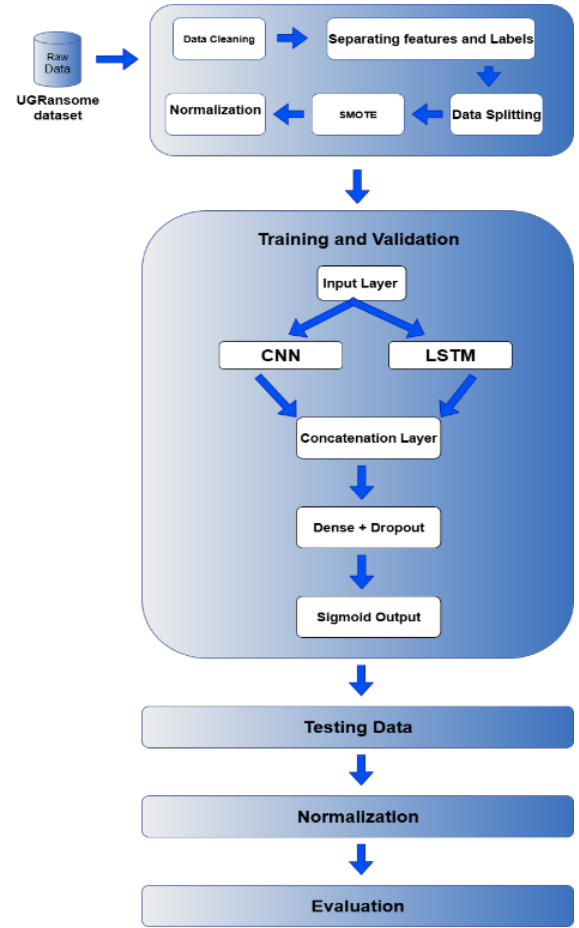 Raw
Data
UGRansome
dataset
Data Cleaning
Separating features and Labels
Normalization
SMOTE
Data Splitting
Training and Validation
Input Layer
CNN
LSTM
Concatenation Layer
Dense + Dropout
Sigmoid Output
Testing Data
Normalization
Evaluation